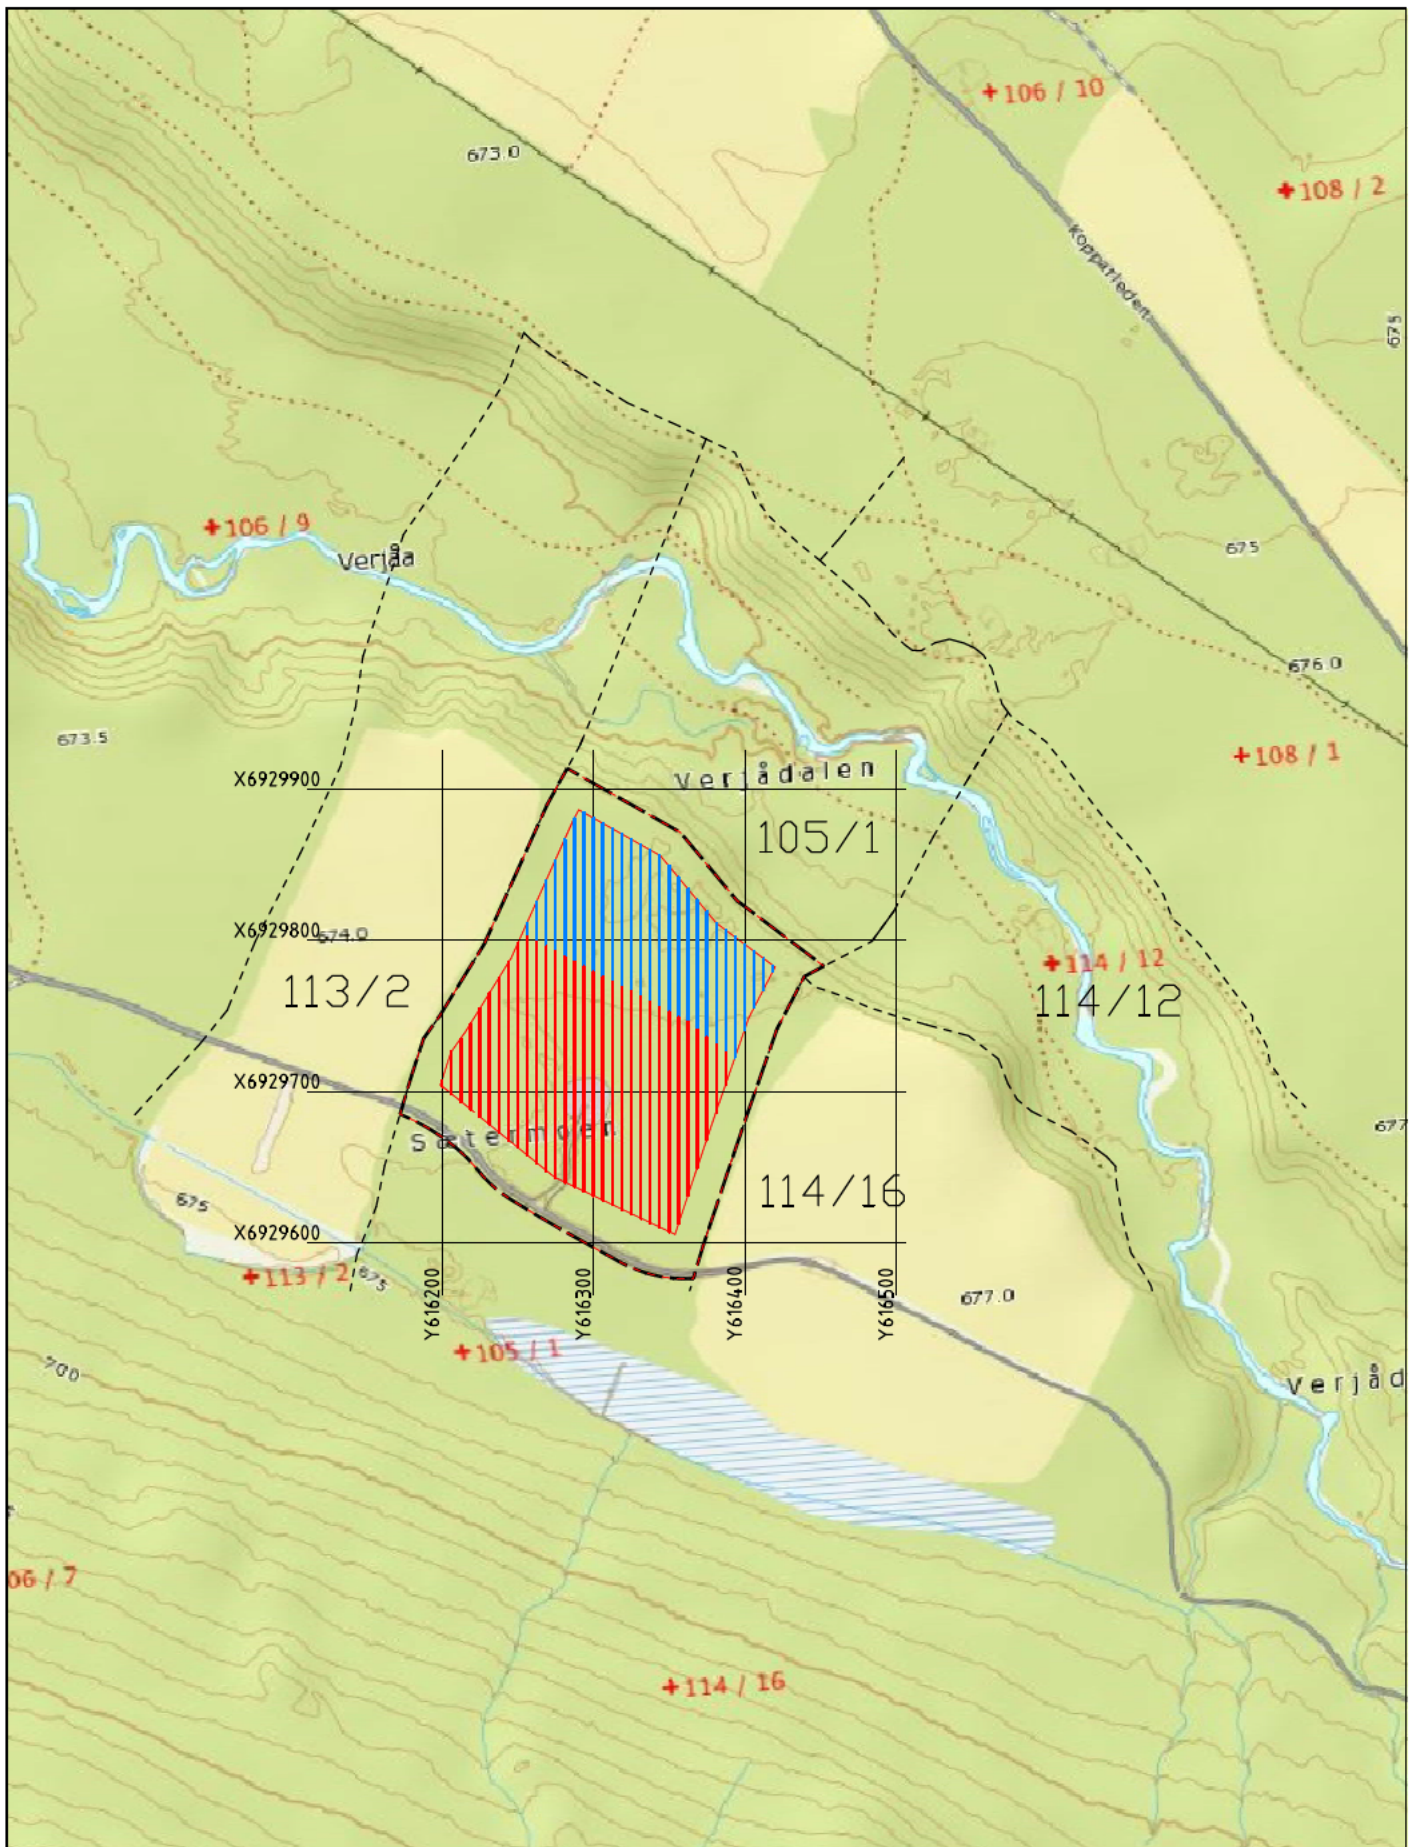 +106 / 10
673.0
+108 / 2
Kopparleden
675
+106 / 9
Verjåa
675
676.0
673.5
+108 / 1
Verjådalen
X6929900
105/1
X6929800
674.0
+114 / 12
113/2
114/12
X6929700
Sætermoen
677
675
114/16
X6929600
+113 / 2
675
Y616200
Y616300
Y616400
Y616500
677.0
+105 / 1
700
Verjåd
06 / 7
+114 / 16